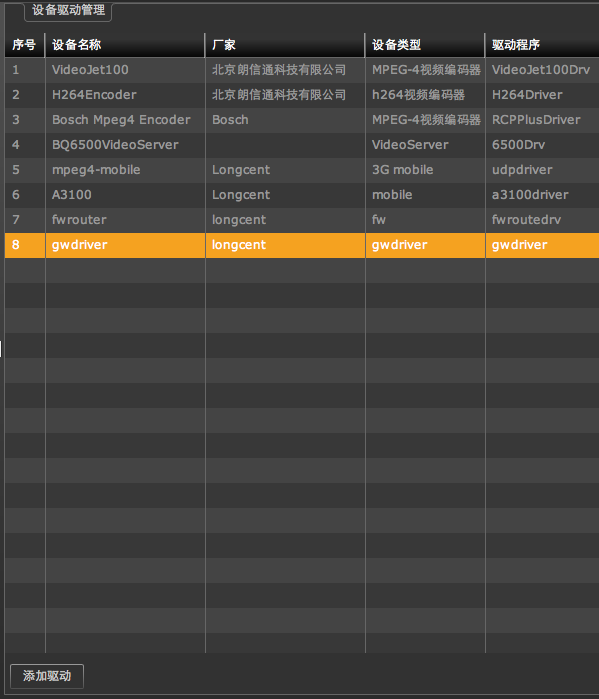 设备驱动管理
序号 设备名称 厂家 设备类型 驱动程序
1 VideoJet100 北京朗信通科技有限公司 MPEG-4视频编码器 VideoJet100Drv
2 H264Encoder 北京朗信通科技有限公司 h264视频编码器 H264Driver
3 Bosch Mpeg4 Encoder Bosch MPEG-4视频编码器 RCPPlusDriver
4 BQ6500VideoServer VideoServer 6500Drv
5 mpeg4-mobile Longcent 3G mobile udpdriver
6 A3100 Longcent mobile a3100driver
7 fwrouter longcent fw fwroutedrv
8 gwdriver longcent gwdriver gwdriver
添加驱动